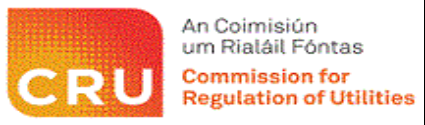 CRU
An Coimisiún
um Rialáil Fóntas
Commission for
Regulation of Utilities